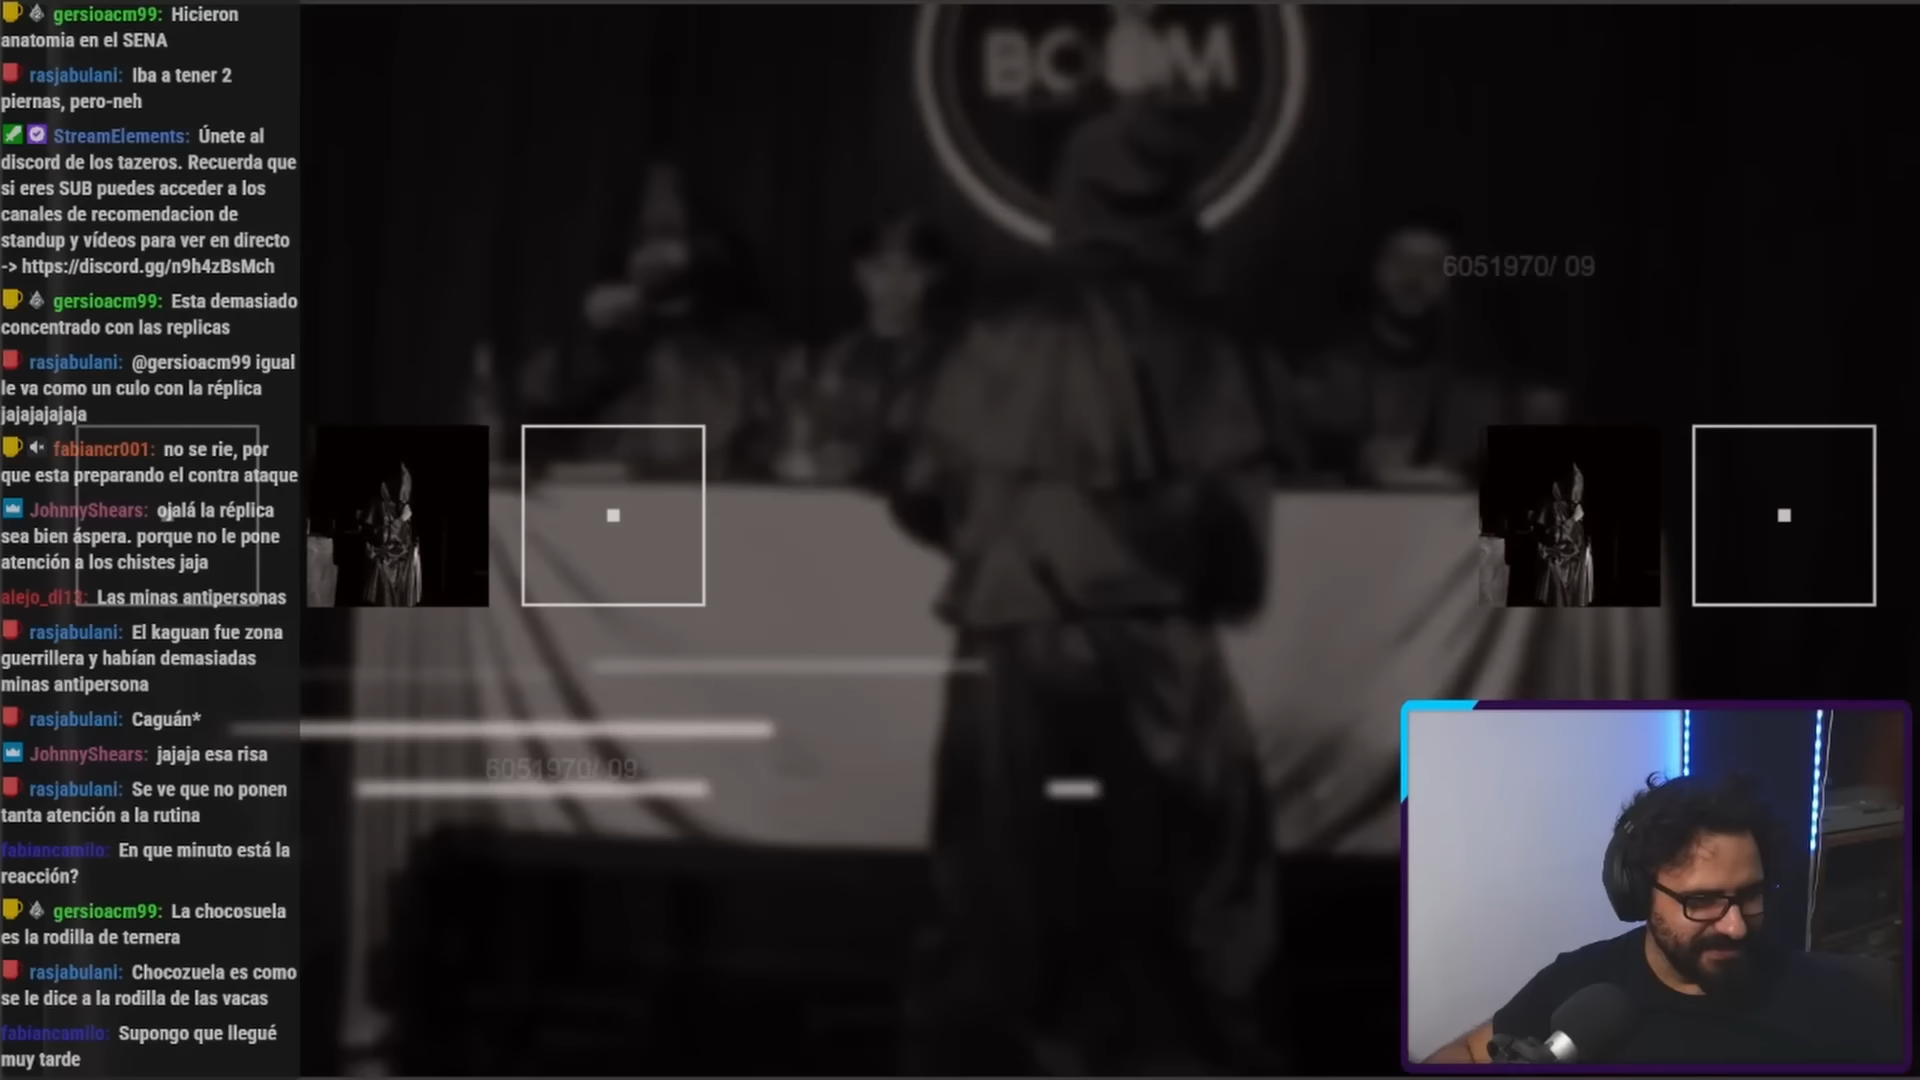 gersioacm99: Hicieron
anatomia en el SENA
rasjabulani: Iba a tener 2
piernas, pero-neh
StreamElements: Únete al
discord de los tazeros. Recuerda que
si eres SUB puedes acceder a los
canales de recomendacion de
standup y vídeos para ver en directo
-> https://discord.gg/n9h4zBsMch
gersioacm99: Esta demasiado
concentrado con las replicas
rasjabulani: @gersioacm99 igual
le va como un culo con la réplica
jajajajajaja
fabiancr001: no se rie, por
que esta preparando el contra ataque
JohnnyShears: ojalá la réplica
sea bien áspera. porque no le pone
atención a los chistes jaja
alejo_dl13: Las minas antipersonas
rasjabulani: El kaguan fue zona
guerrillera y habían demasiadas
minas antipersona
rasjabulani: Caguán*
JohnnyShears: jajaja esa risa
rasjabulani: Se ve que no ponen
tanta atención a la rutina
fabiancamilo: En que minuto está la
reacción?
gersioacm99: La chocosuela
es la rodilla de ternera
rasjabulani: Chocozuela es como
se le dice a la rodilla de las vacas
fabiancamilo: Supongo que llegué
muy tarde
BOOM
6051970/ 09
6051970/ 09